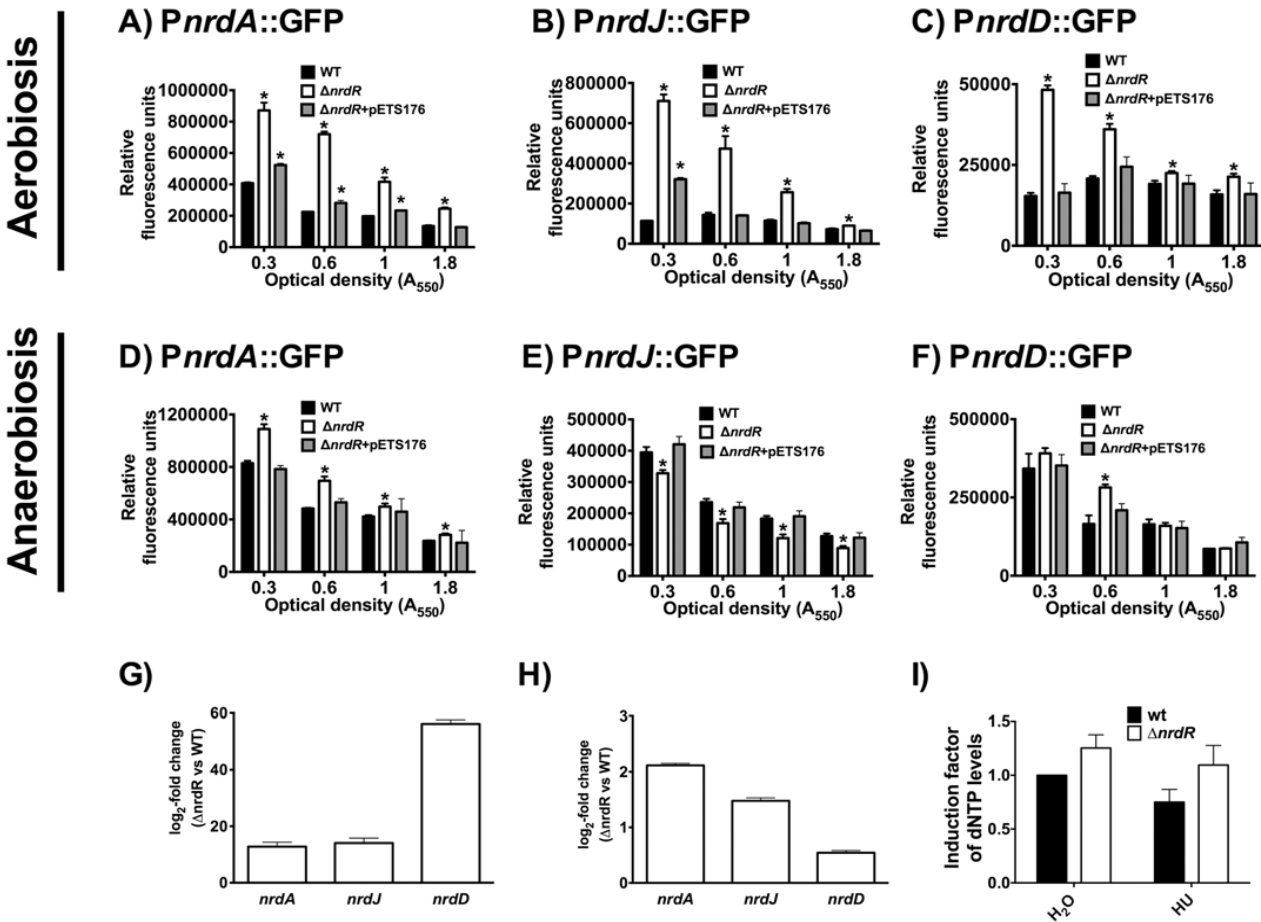 Aerobiosis
A) PnrdA::GFP
WT
ΔnrdR
ΔnrdR+pETS176
Relative
fluorescence units
1000000
800000
600000
400000
200000
0
0.3 0.6 1 1.8
Optical density (A550)
B) PnrdJ::GFP
WT
ΔnrdR
ΔnrdR+pETS176
Relative
fluorescence units
800000
600000
400000
200000
0
0.3 0.6 1 1.8
Optical density (A550)
C) PnrdD::GFP
WT
ΔnrdR
ΔnrdR+pETS176
Relative
fluorescence units
50000
25000
0
0.3 0.6 1 1.8
Optical density (A550)
Anaerobiosis
D) PnrdA::GFP
WT
ΔnrdR
ΔnrdR+pETS176
Relative
fluorescence units
1200000
800000
400000
0
0.3 0.6 1 1.8
Optical density (A550)
E) PnrdJ::GFP
WT
ΔnrdR
ΔnrdR+pETS176
Relative
fluorescence units
500000
400000
300000
200000
100000
0
0.3 0.6 1 1.8
Optical density (A550)
F) PnrdD::GFP
WT
ΔnrdR
ΔnrdR+pETS176
Relative
fluorescence units
500000
250000
0
0.3 0.6 1 1.8
Optical density (A550)
G)
log2-fold change
(ΔnrdR vs WT)
60
40
20
0
nrdA nrdJ nrdD
H)
log2-fold change
(ΔnrdR vs WT)
3
2
1
0
nrdA nrdJ nrdD
I)
wt
ΔnrdR
Induction factor
of dNTP levels
1.5
1.0
0.5
0.0
H2O HU